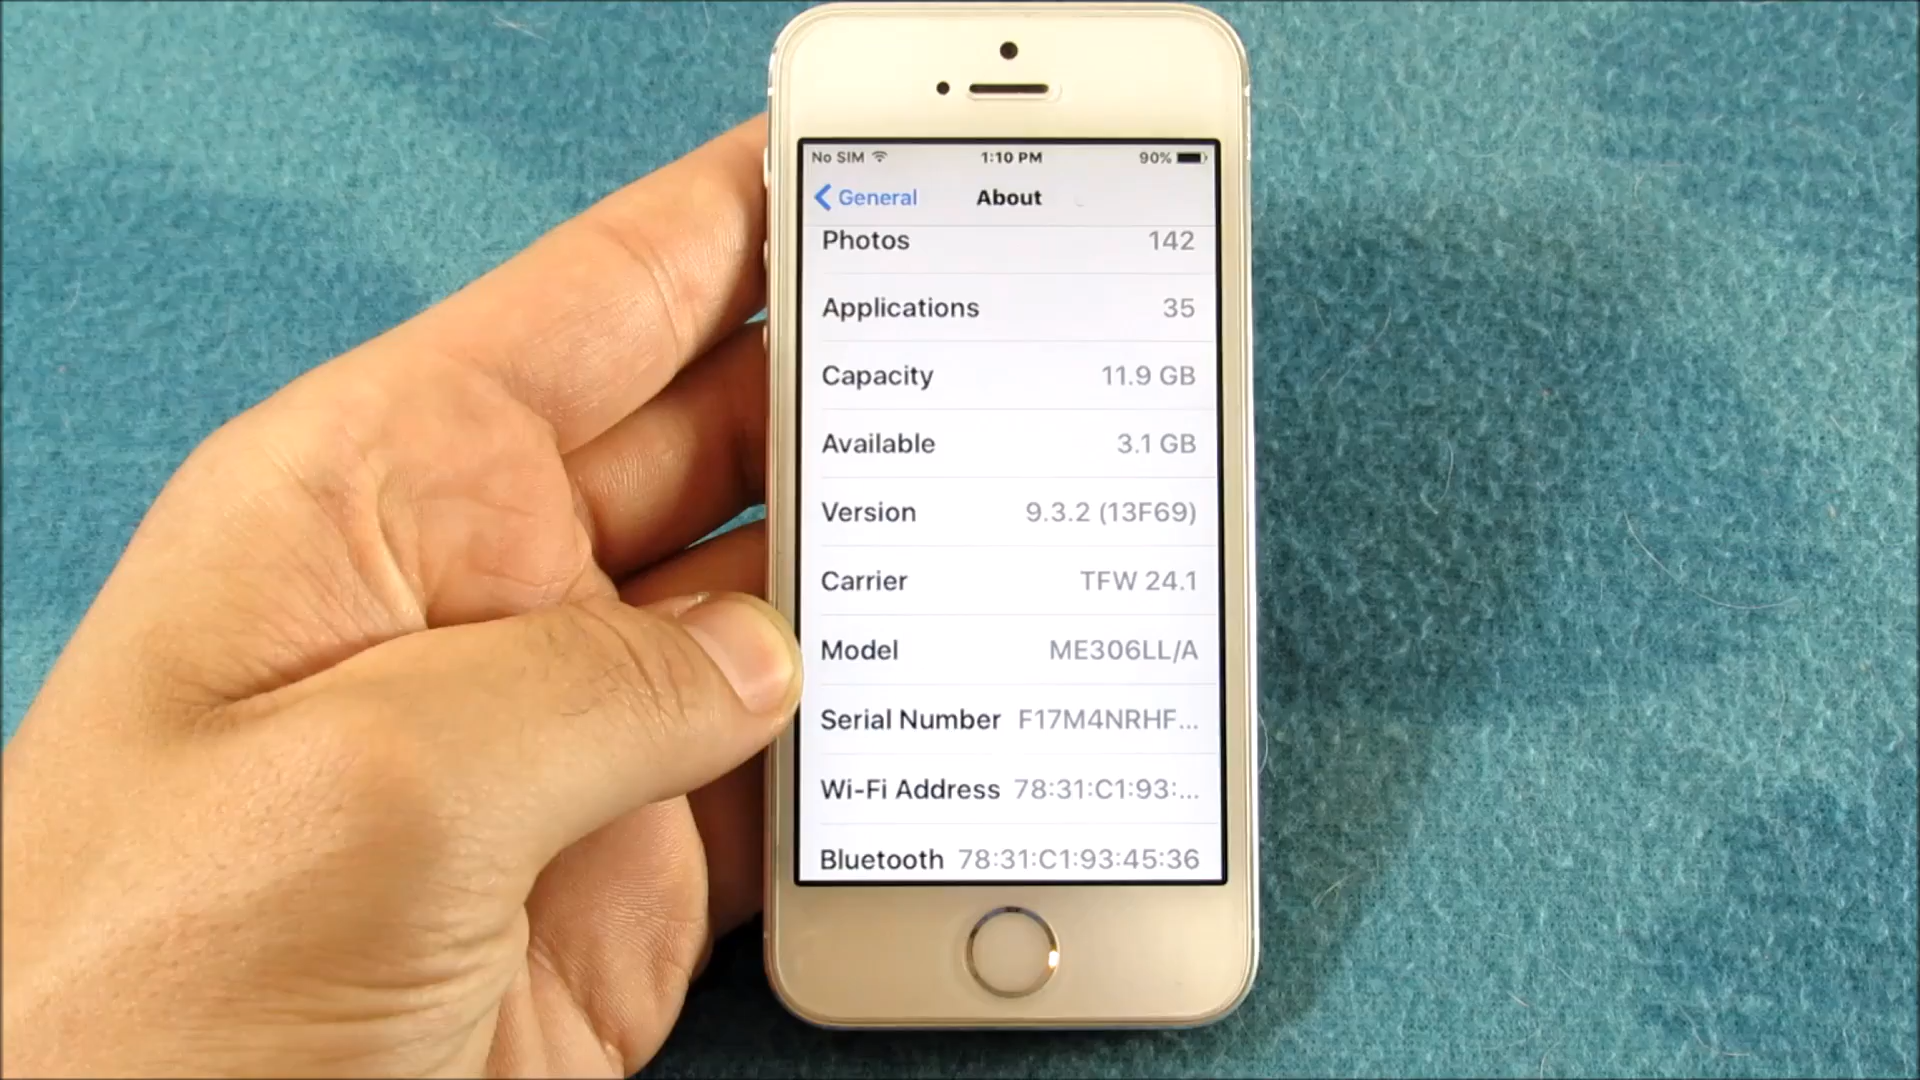 No SIM 1:10 PM 90%
General About
Photos 142
Applications 35
Capacity 11.9 GB
Available 3.1 GB
Version 9.3.2 (13F69)
Carrier TFW 24.1
Model ME306LL/A
Serial Number F17M4NRHF...
Wi-Fi Address 78:31:C1:93:...
Bluetooth 78:31:C1:93:45:36